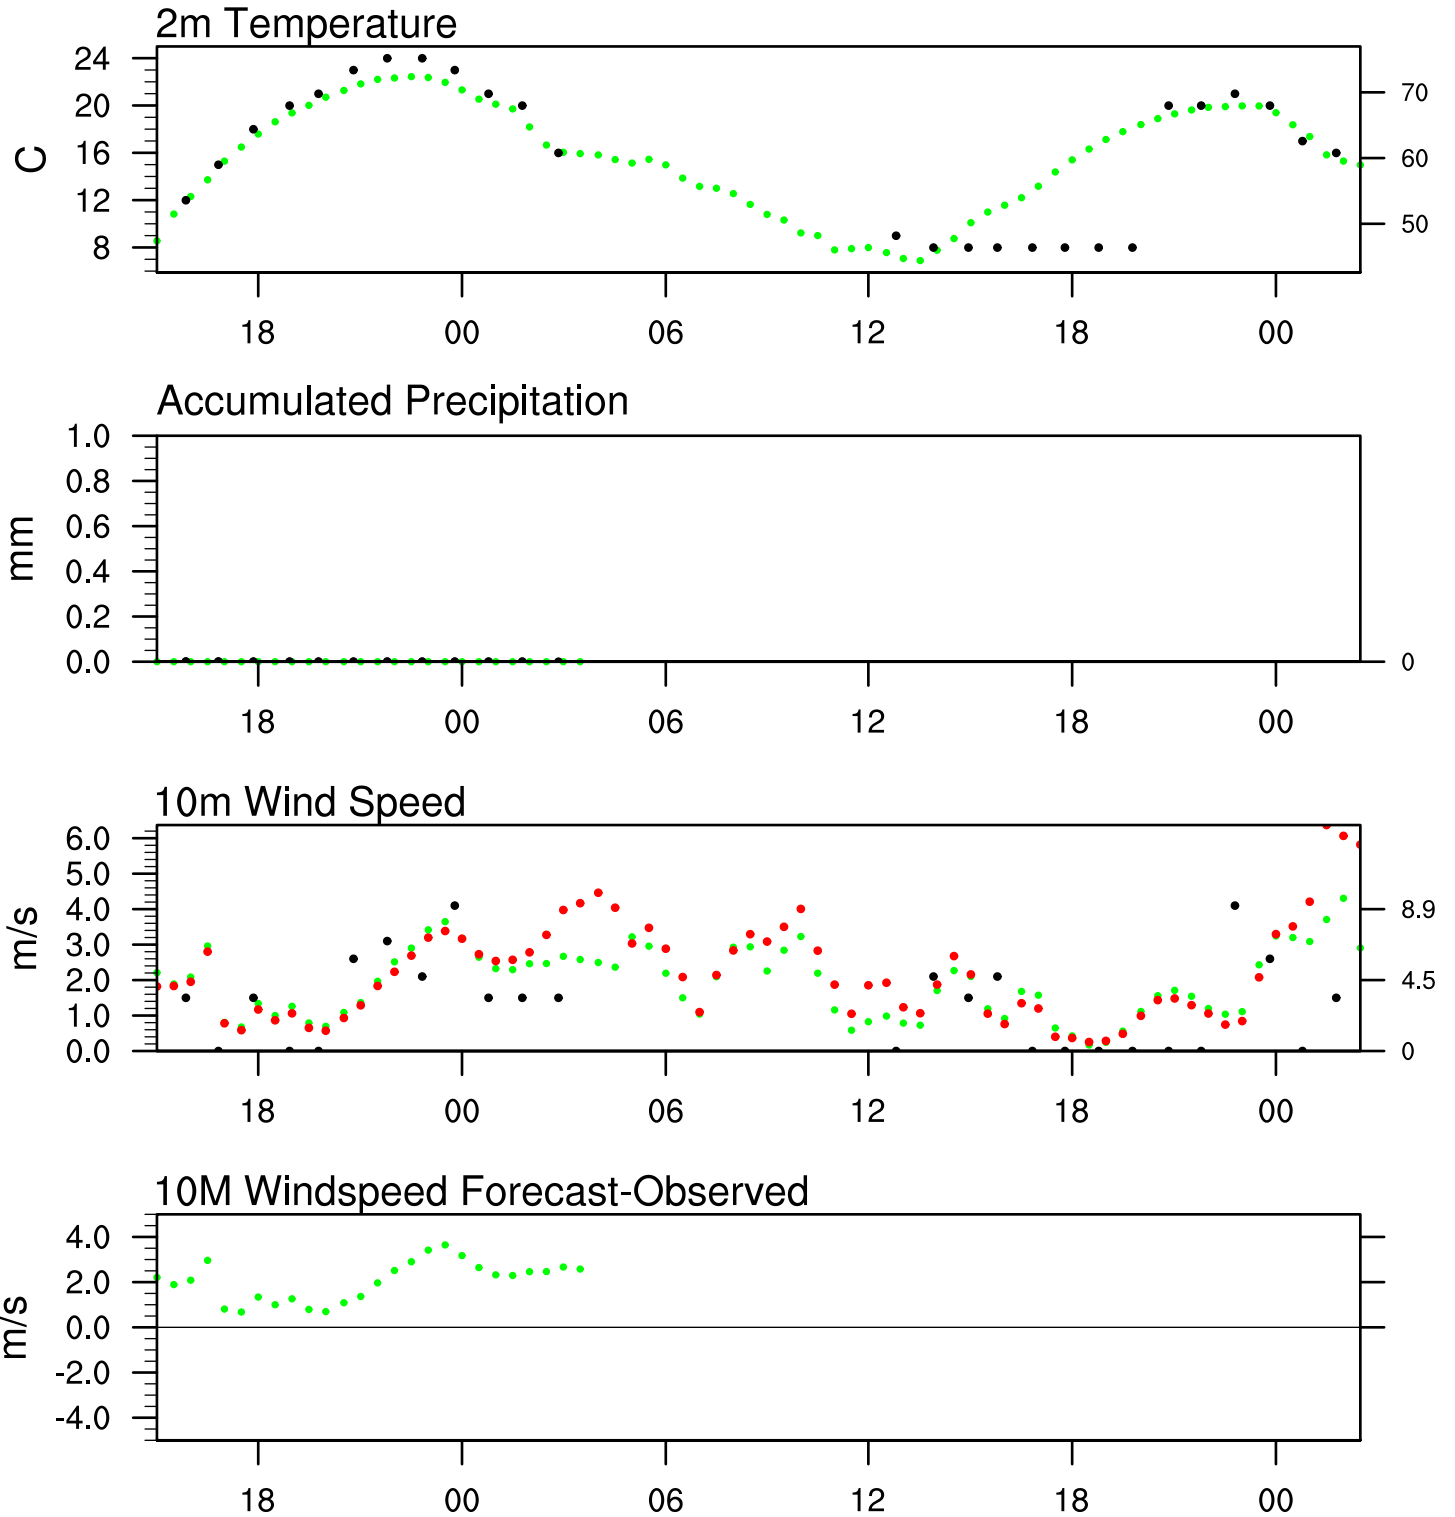 2m Temperature
24
20
16
12
8
C
70
60
50
18 00 06 12 18 00
Accumulated Precipitation
1.0
0.8
0.6
0.4
0.2
0.0
mm
0
18 00 06 12 18 00
10m Wind Speed
6.0
5.0
4.0
3.0
2.0
1.0
0.0
m/s
8.9
4.5
0
18 00 06 12 18 00
10M Windspeed Forecast-Observed
4.0
2.0
0.0
-2.0
-4.0
m/s
18 00 06 12 18 00